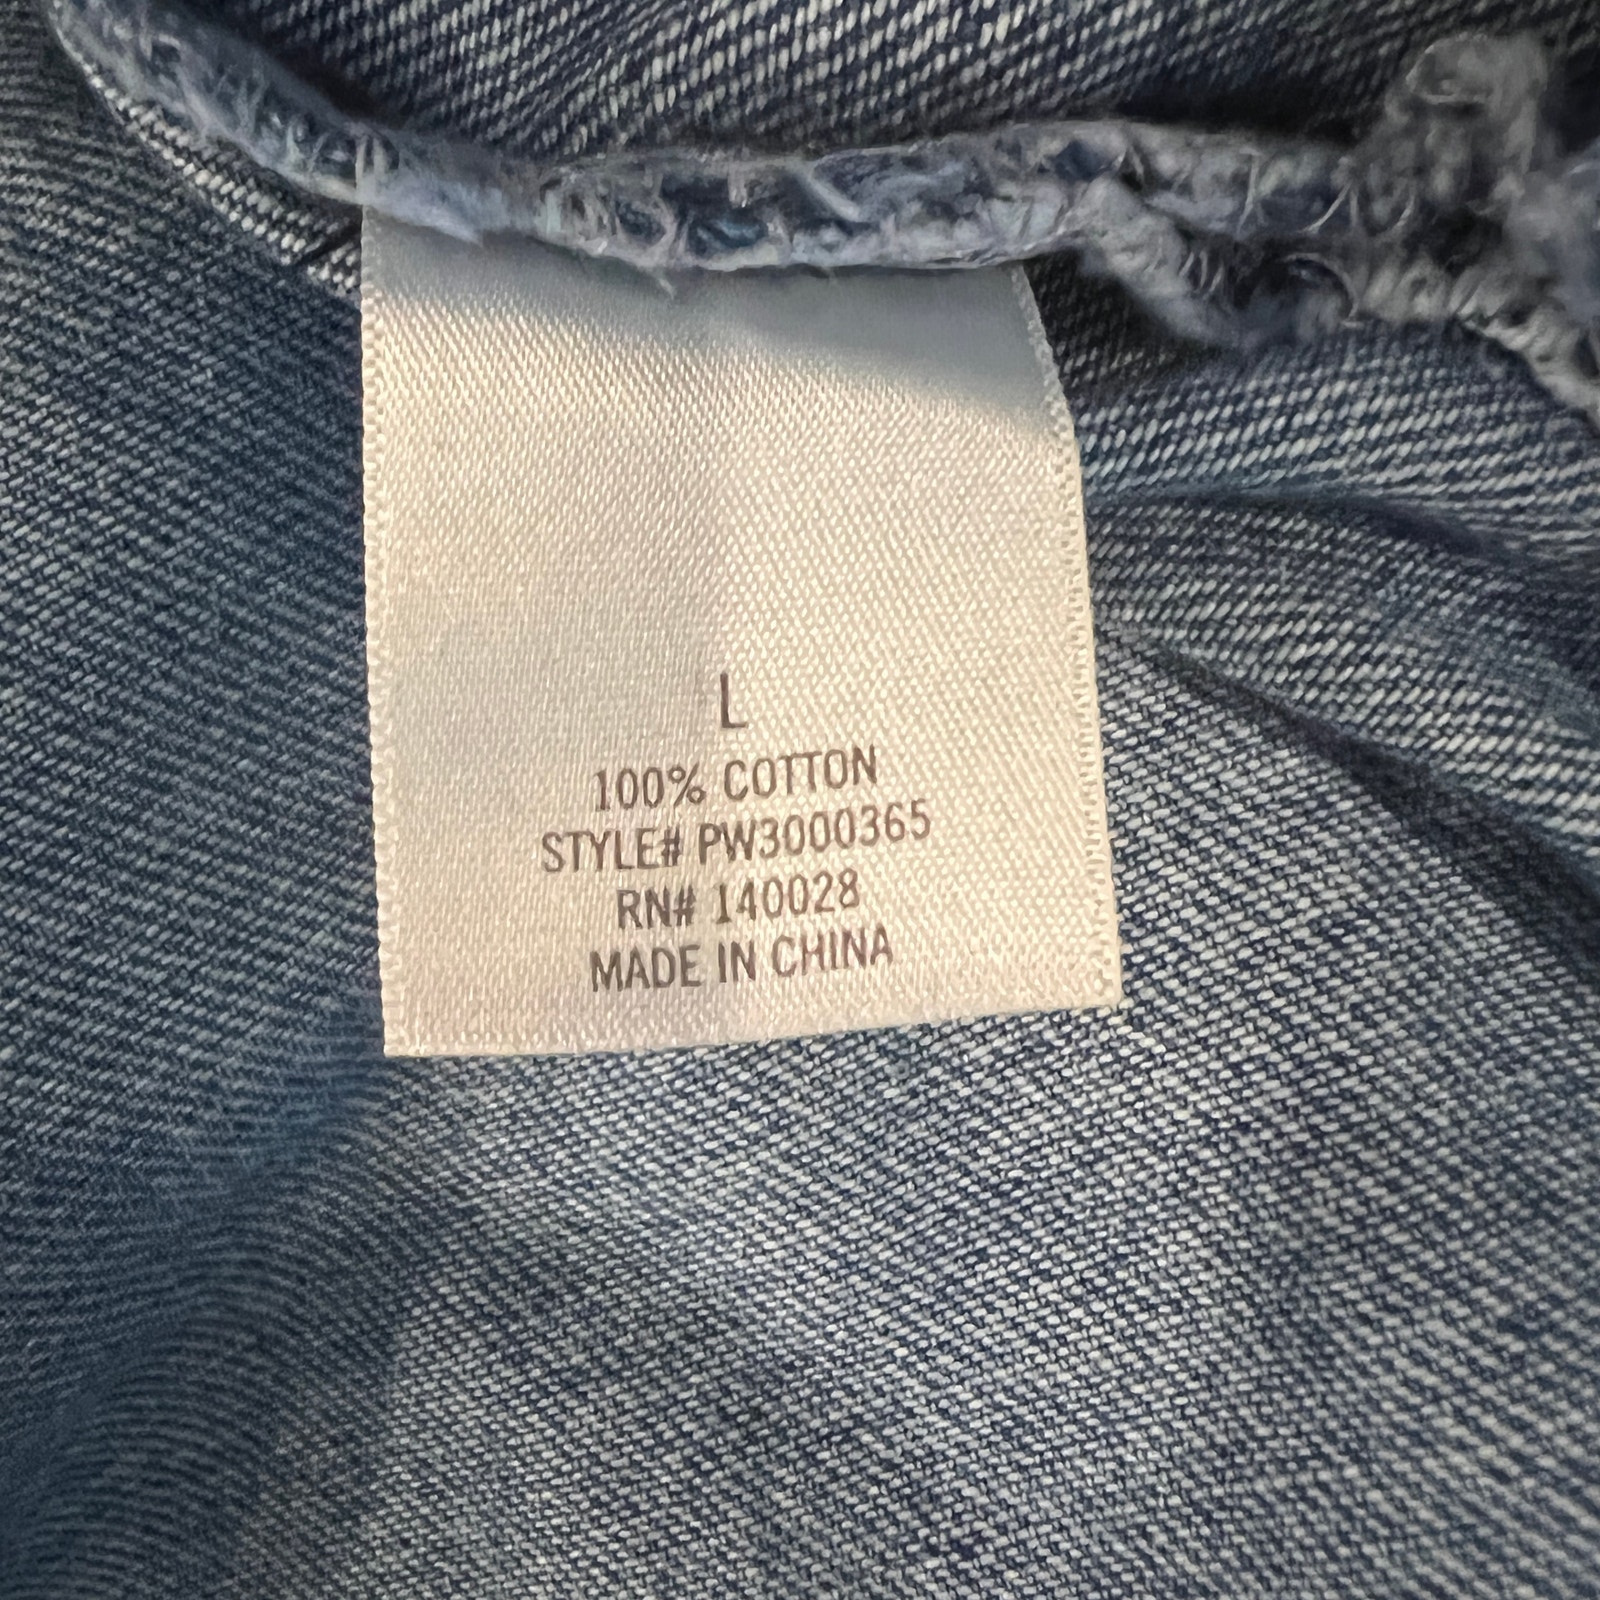 L
100% COTTON
STYLE# PW3000365
RN# 140028
MADE IN CHINA